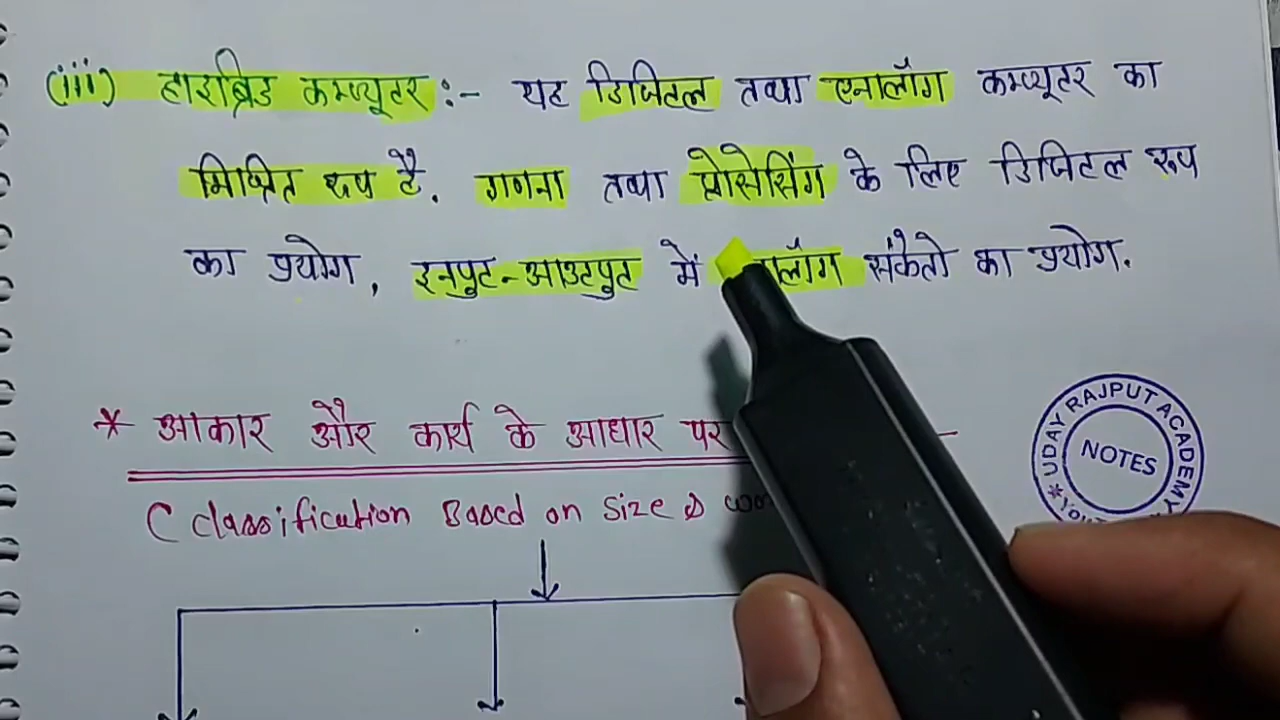 (iii) हाइब्रिड कम्प्यूटर :- यह डिजिटल तथा एनालॉग कम्प्यूटर का
मिश्रित रूप है. गणना तथा प्रोसेसिंग के लिए डिजिटल रूप
का प्रयोग, इनपुट-आउटपुट में संकेतो का प्रयोग.
* आकार और कार्य के आधार पर
( Classification Based on Size &
* UDAY RAJPUT ACADEMY
NOTES